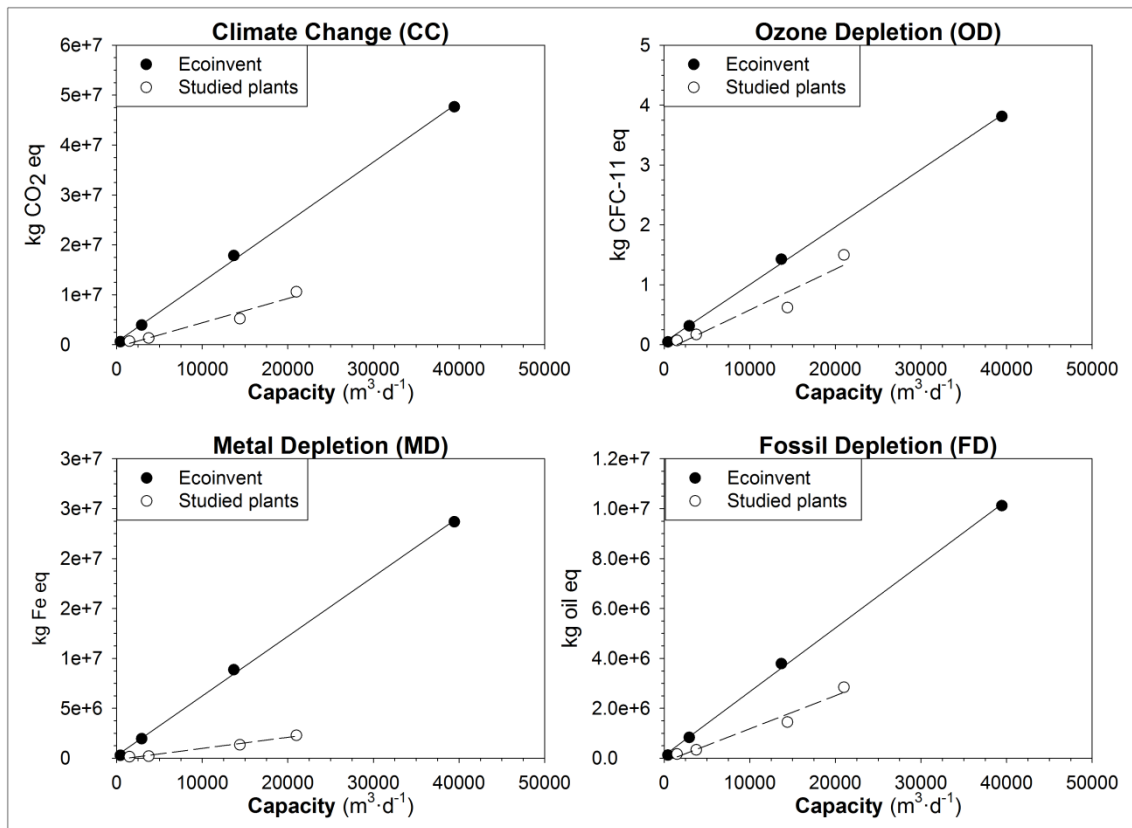 Climate Change (CC)
6e+7
5e+7
4e+7
3e+7
2e+7
1e+7
0
kg CO₂ eq
Ecoinvent
Studied plants
0 10000 20000 30000 40000 50000
Capacity (m³·d⁻¹)
Ozone Depletion (OD)
5
4
3
2
1
0
kg CFC-11 eq
Ecoinvent
Studied plants
0 10000 20000 30000 40000 50000
Capacity (m³·d⁻¹)
Metal Depletion (MD)
3e+7
3e+7
2e+7
2e+7
1e+7
5e+6
0
kg Fe eq
Ecoinvent
Studied plants
0 10000 20000 30000 40000 50000
Capacity (m³·d⁻¹)
Fossil Depletion (FD)
1.2e+7
1.0e+7
8.0e+6
6.0e+6
4.0e+6
2.0e+6
0.0
kg oil eq
Ecoinvent
Studied plants
0 10000 20000 30000 40000 50000
Capacity (m³·d⁻¹)